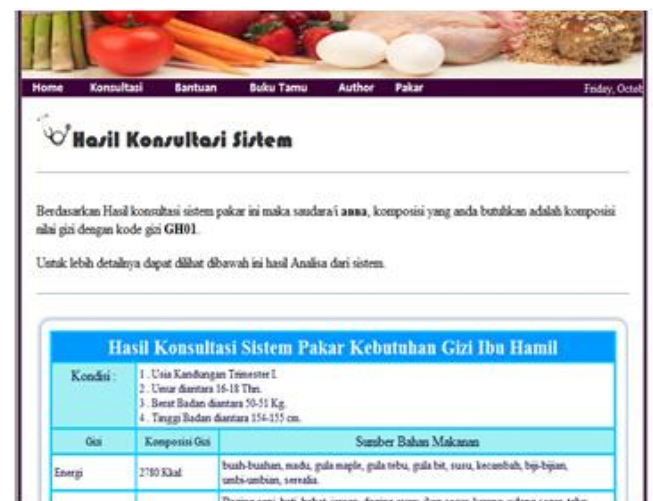 Home Konsultasi Bantuan Buku Tamu Author Pakar Friday, Octob
Hasil Konsultasi Sistem
Berdasarkan Hasil konsultasi sistem pakar ini maka saudara/i anna, komposisi yang anda butuhkan adalah komposisi
nilai gizi dengan kode gizi GH01.
Untuk lebih detailnya dapat dilihat dibawah ini hasil Analisa dari sistem.
Hasil Konsultasi Sistem Pakar Kebutuhan Gizi Ibu Hamil
Kondisi : 1 . Usia Kandungan Trimester I.
2 . Umur diantara 16-18 Thn.
3 . Berat Badan diantara 50-51 Kg.
4 . Tinggi Badan diantara 154-155 cm.
Gizi Komposisi Gizi Sumber Bahan Makanan
Energi 2780 Kkal buah-buahan, madu, gula maple, gula tebu, gula bit, susu, kecambah, biji-bijian,
umbi-umbian, serealia.